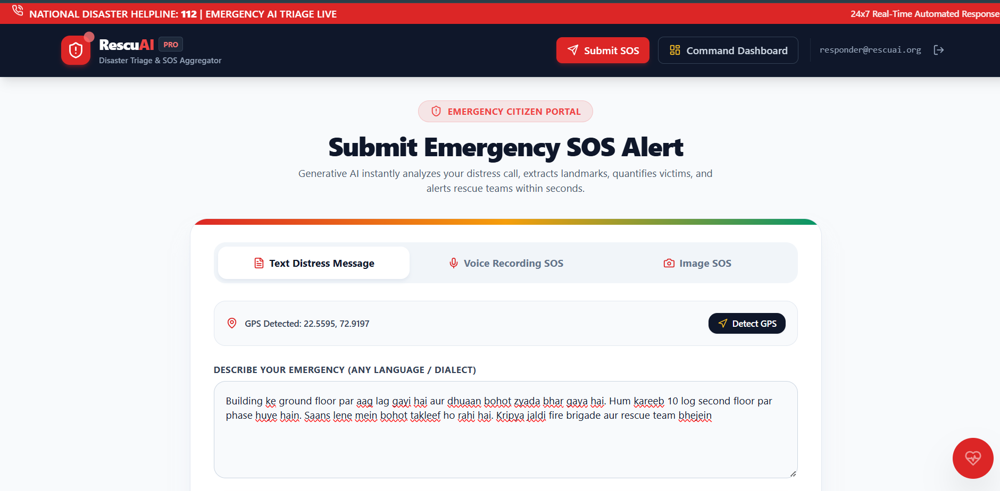 NATIONAL DISASTER HELPLINE: 112 | EMERGENCY AI TRIAGE LIVE
24x7 Real-Time Automated Response
RescuAI PRO
Disaster Triage & SOS Aggregator
Submit SOS
Command Dashboard
responder@rescuai.org
EMERGENCY CITIZEN PORTAL
Submit Emergency SOS Alert
Generative AI instantly analyzes your distress call, extracts landmarks, quantifies victims, and
alerts rescue teams within seconds.
Text Distress Message
Voice Recording SOS
Image SOS
GPS Detected: 22.5595, 72.9197
Detect GPS
DESCRIBE YOUR EMERGENCY (ANY LANGUAGE / DIALECT)
Building ke ground floor par aag lag gayi hai aur dhuaan bohot zyada bhar gaya hai. Hum kareeb 10 log second floor par
phase huye hain. Saans lene mein bohot takleef ho rahi hai. Kripya jaldi fire brigade aur rescue team bhejein